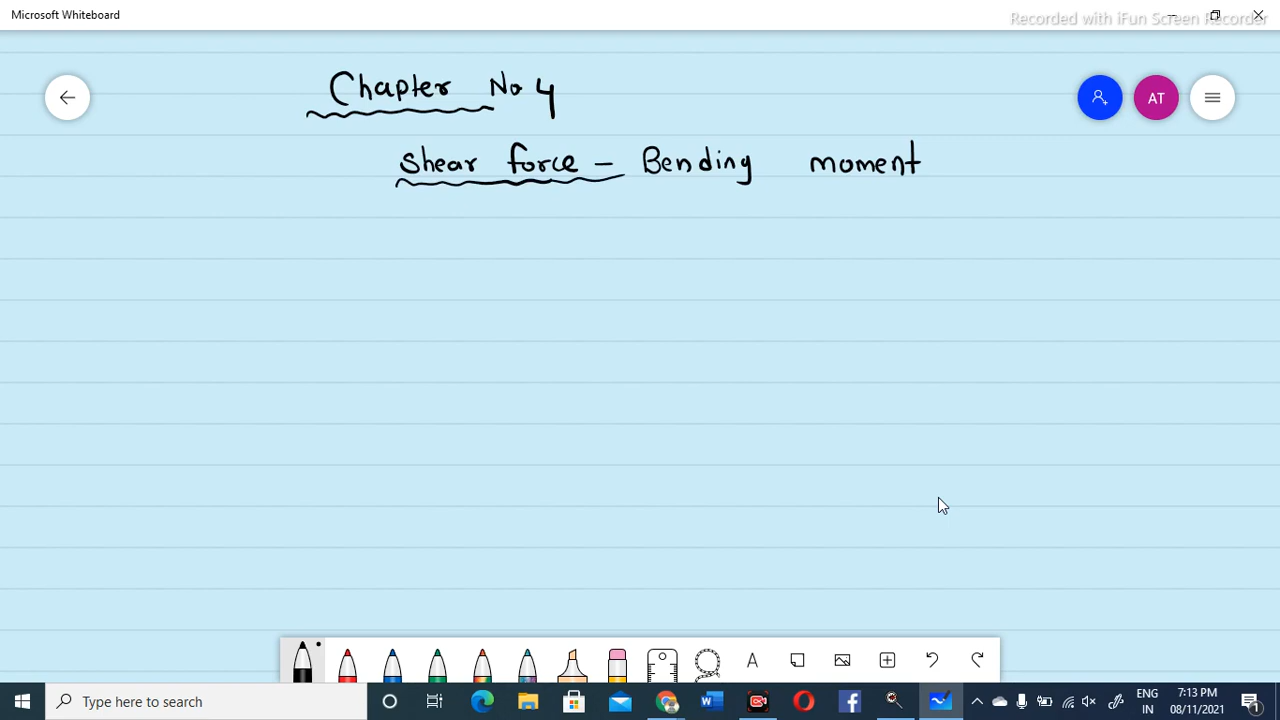 Microsoft Whiteboard
Recorded with iFun Screen Recorder
Chapter No 4
AT
shear force - Bending moment
A
Type here to search
W
ENG
IN
7:13 PM
08/11/2021
1